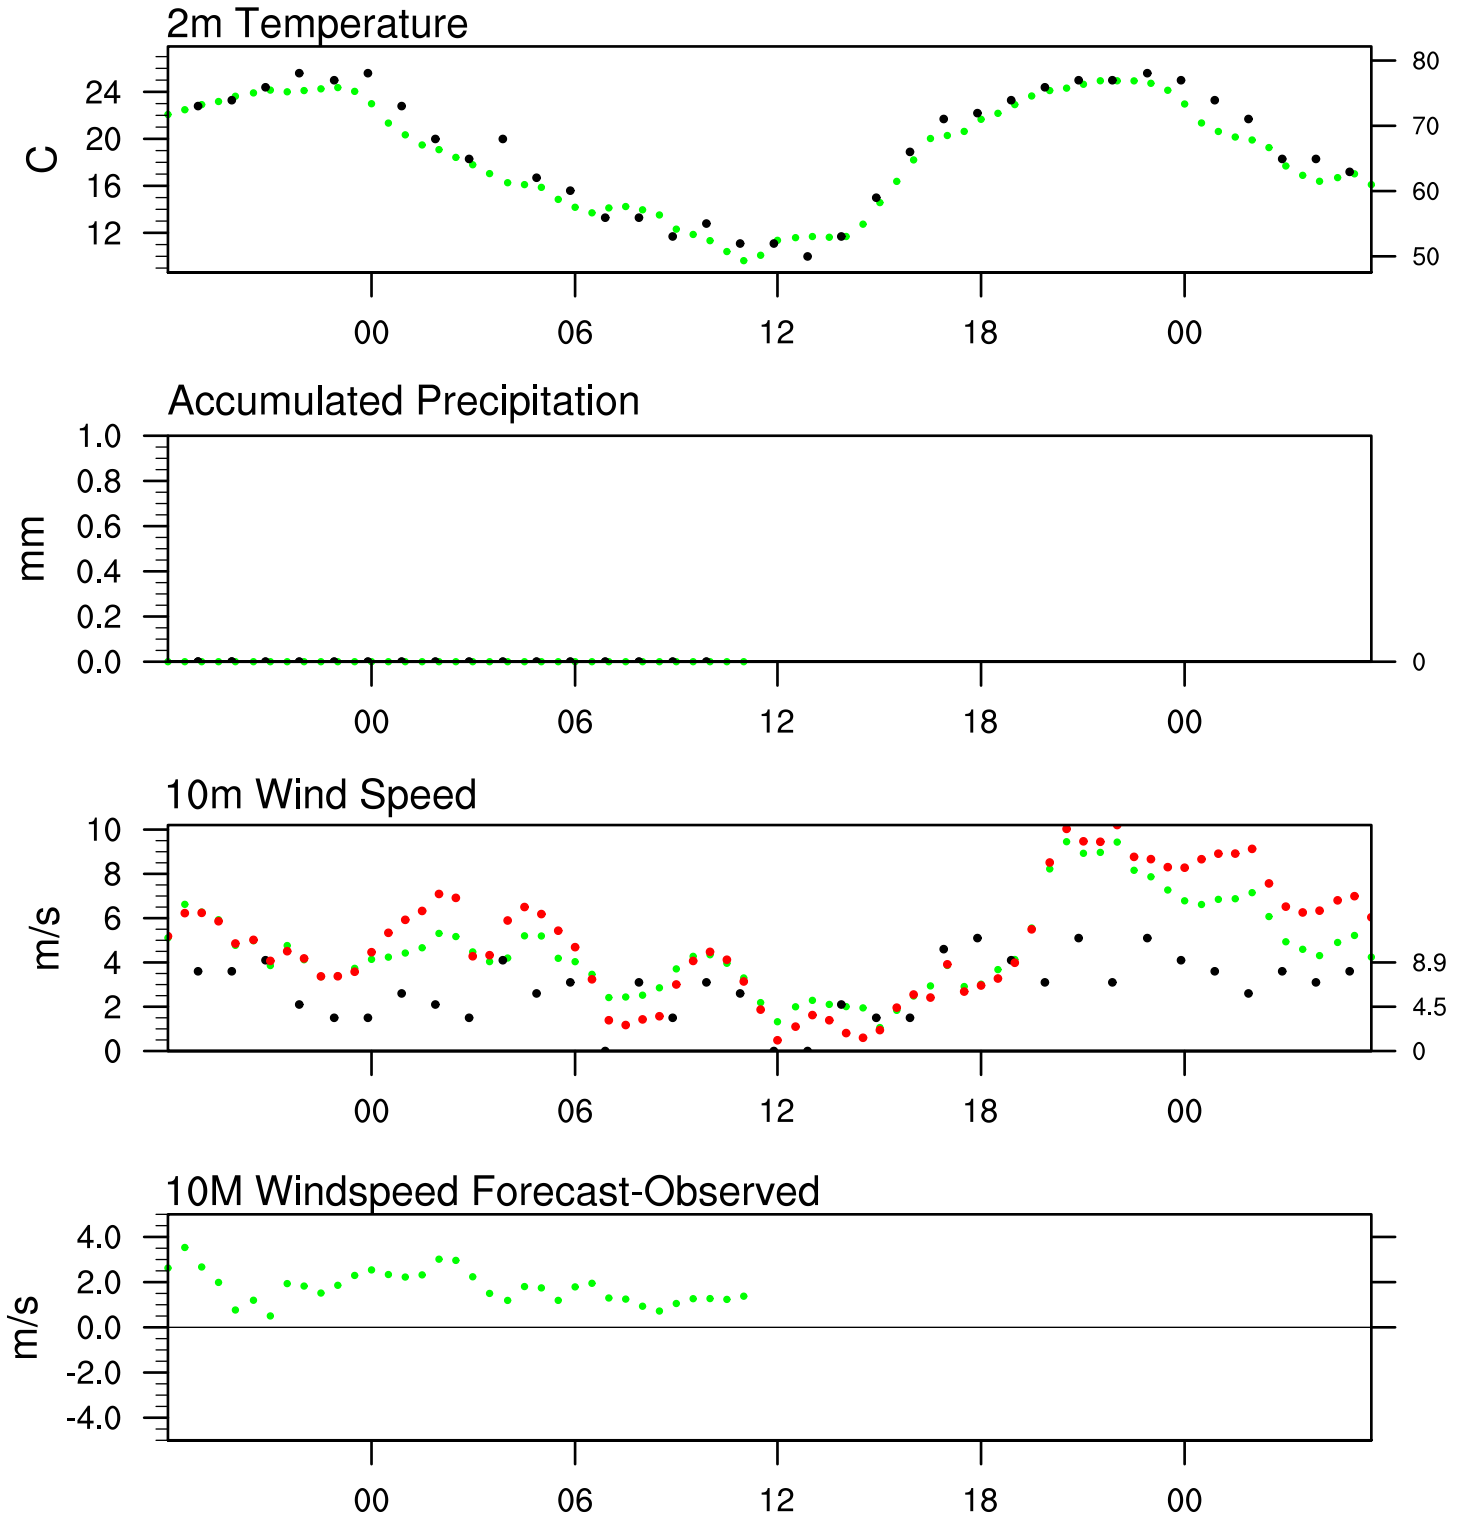 2m Temperature
80
24
70
20
C
16
60
12
50
00 06 12 18 00
Accumulated Precipitation
1.0
0.8
0.6
mm
0.4
0.2
0.0 0
00 06 12 18 00
10m Wind Speed
10
8
6
m/s
4 8.9
2 4.5
0 0
00 06 12 18 00
10M Windspeed Forecast-Observed
4.0
2.0
m/s
0.0
-2.0
-4.0
00 06 12 18 00